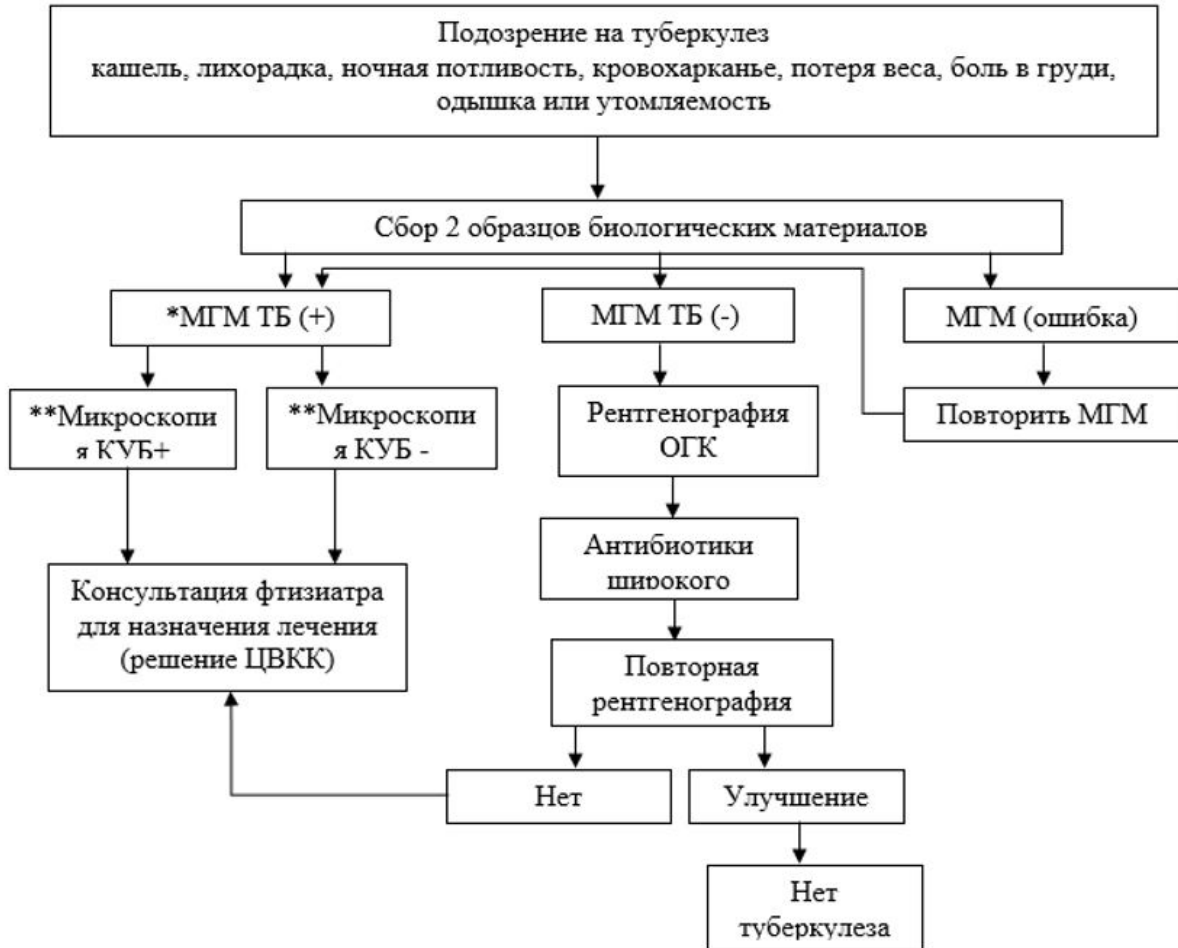 Подозрение на туберкулез
кашель, лихорадка, ночная потливость, кровохарканье, потеря веса, боль в груди,
одышка или утомляемость
Сбор 2 образцов биологических материалов
*МГМ ТБ (+)
МГМ ТБ (-)
МГМ (ошибка)
**Микроскопи
я КУБ+
**Микроскопи
я КУБ -
Рентгенография
ОГК
Повторить МГМ
Антибиотики
широкого
Консультация фтизиатра
для назначения лечения
(решение ЦВКК)
Повторная
рентгенография
Нет
Улучшение
Нет
туберкулеза